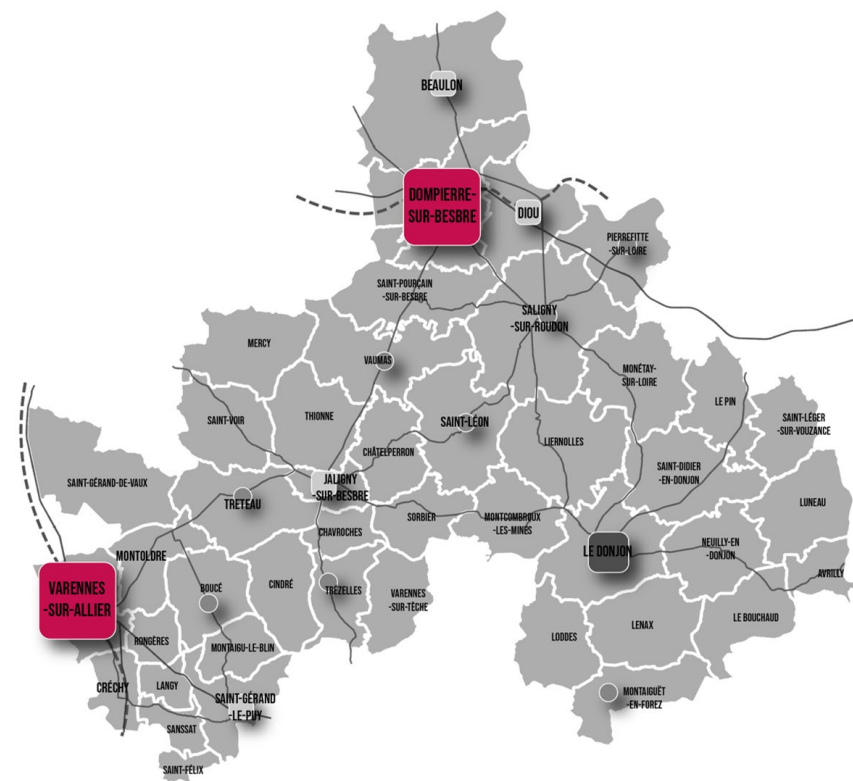 BEAULON
DOMPIERRE-
SUR-BESBRE
DIOU
PIERREFITTE
-SUR-LOIRE
SAINT-POURÇAIN
-SUR-BESBRE
SALIGNY
-SUR-ROUDON
MERCY
VAUMAS
MONÉTAY-
SUR-LOIRE
LE PIN
SAINT-LÉGER
-SUR-VOUZANCE
SAINT-VOIR
THIONNE
SAINT-LÉON
LIERNOLLES
CHÂTELPERRON
SAINT-DIDIER
-EN-DONJON
SAINT-GÉRAND-DE-VAUX
JALIGNY
-SUR-BESBRE
TRETEAU
LUNEAU
SORBIER
MONTCOMBROUX
-LES-MINES
CHAVROCHES
MONTOLDRE
LE DONJON
NEUILLY-EN
-DONJON
AVRILLY
VARENNES
-SUR-ALLIER
BOUCÉ
CINDRÉ
TREZELLES
VARENNES
-SUR-TÈCHE
LE BOUCHAUD
LENAX
LODDES
RONGÈRES
MONTAIGU-LE-BLIN
CRÉCHY
LANGY
SAINT-GÉRAND
-LE-PUY
MONTAIGUËT
-EN-FOREZ
SANSSAT
SAINT-FÉLIX